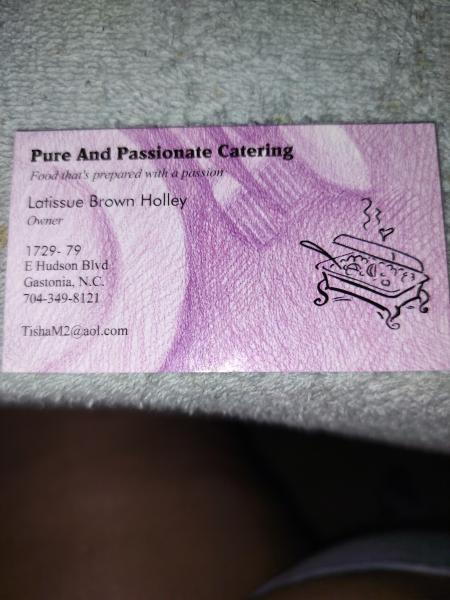 Pure And Passionate Catering
Food that's prepared with a passion
Latissue Brown Holley
Owner
1729- 79
E Hudson Blvd
Gastonia, N.C.
704-349-8121
TishaM2@aol.com